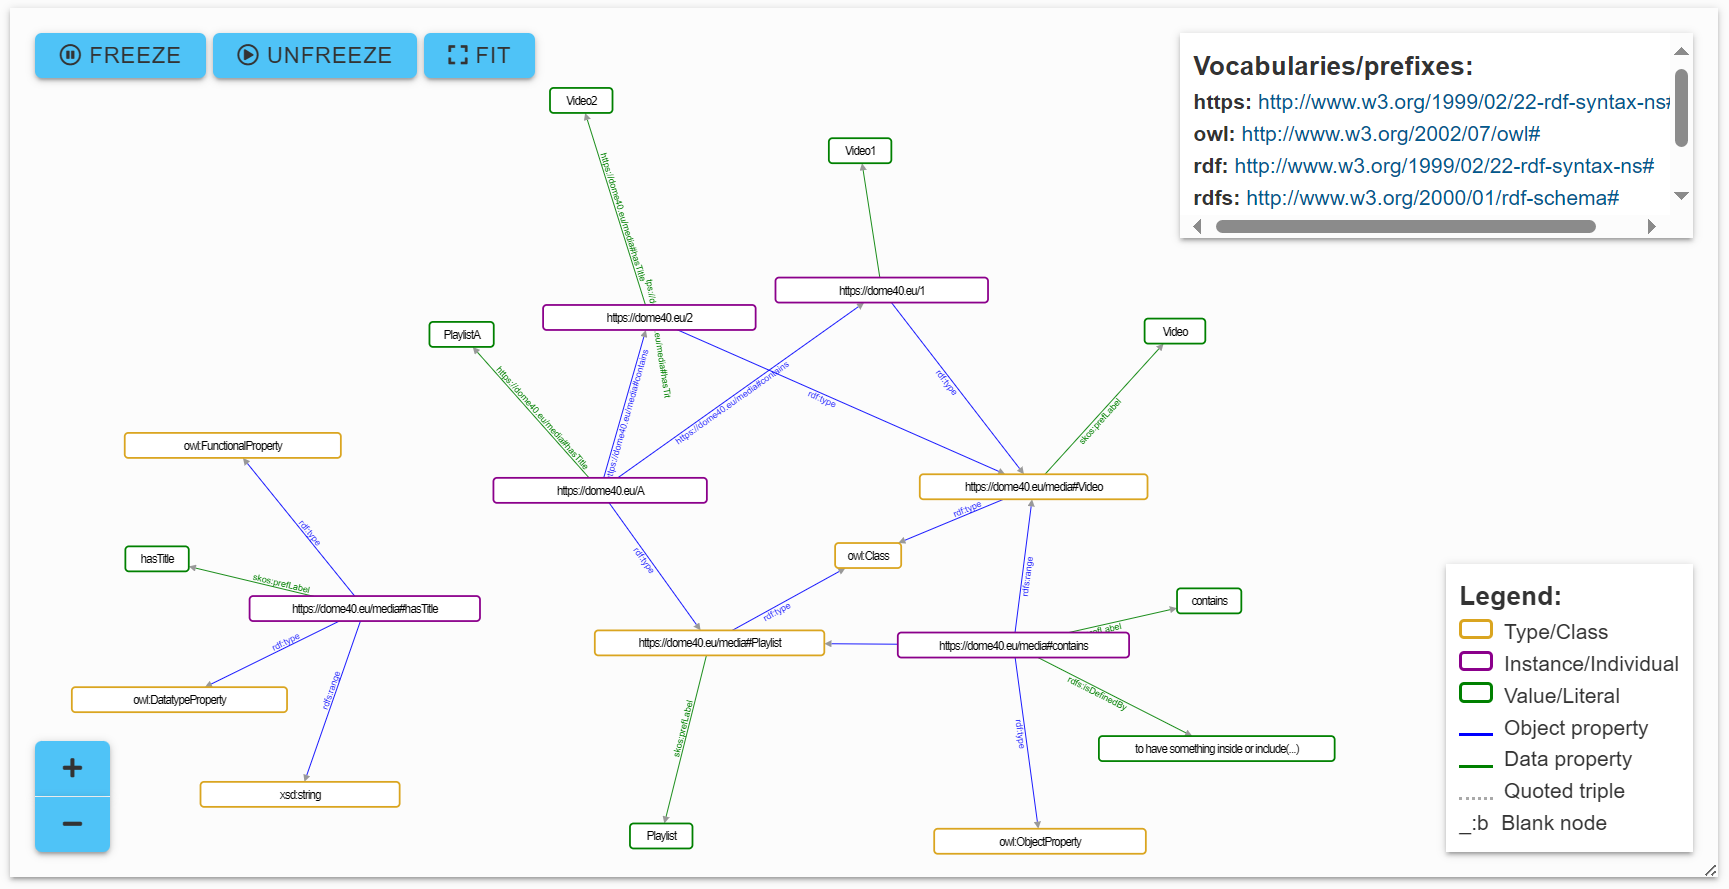 FREEZE
UNFREEZE
FIT
Vocabularies/prefixes:
https: http://www.w3.org/1999/02/22-rdf-syntax-ns#
owl: http://www.w3.org/2002/07/owl#
rdf: http://www.w3.org/1999/02/22-rdf-syntax-ns#
rdfs: http://www.w3.org/2000/01/rdf-schema#
Video2
Video1
https://dome40.eu/media#hasTitle
tps://d
https://dome40.eu/1
https://dome40.eu/2
PlaylistA
Video
eu/media#hasTit
https://dome40.eu/media#hasTitle
ttps://dome40.eu/media#contains
https://dome40.eu/media#contains
rdf:type
rdf:type
skos:prefLabel
owl:FunctionalProperty
https://dome40.eu/A
https://dome40.eu/media#Video
rdf:type
rdf:type
owl:Class
hasTitle
skos:prefLabel
rdf:type
rdfs:range
https://dome40.eu/media#hasTitle
rdf:type
contains
efLabel
rdf:type
https://dome40.eu/media#Playlist
https://dome40.eu/media#contains
rdfs:range
rdfs:isDefinedBy
owl:DatatypeProperty
skos:prefLabel
rdf:type
to have something inside or include(...)
xsd:string
Playlist
owl:ObjectProperty
+
−
Legend:
Type/Class
Instance/Individual
Value/Literal
Object property
Data property
Quoted triple
_:b Blank node